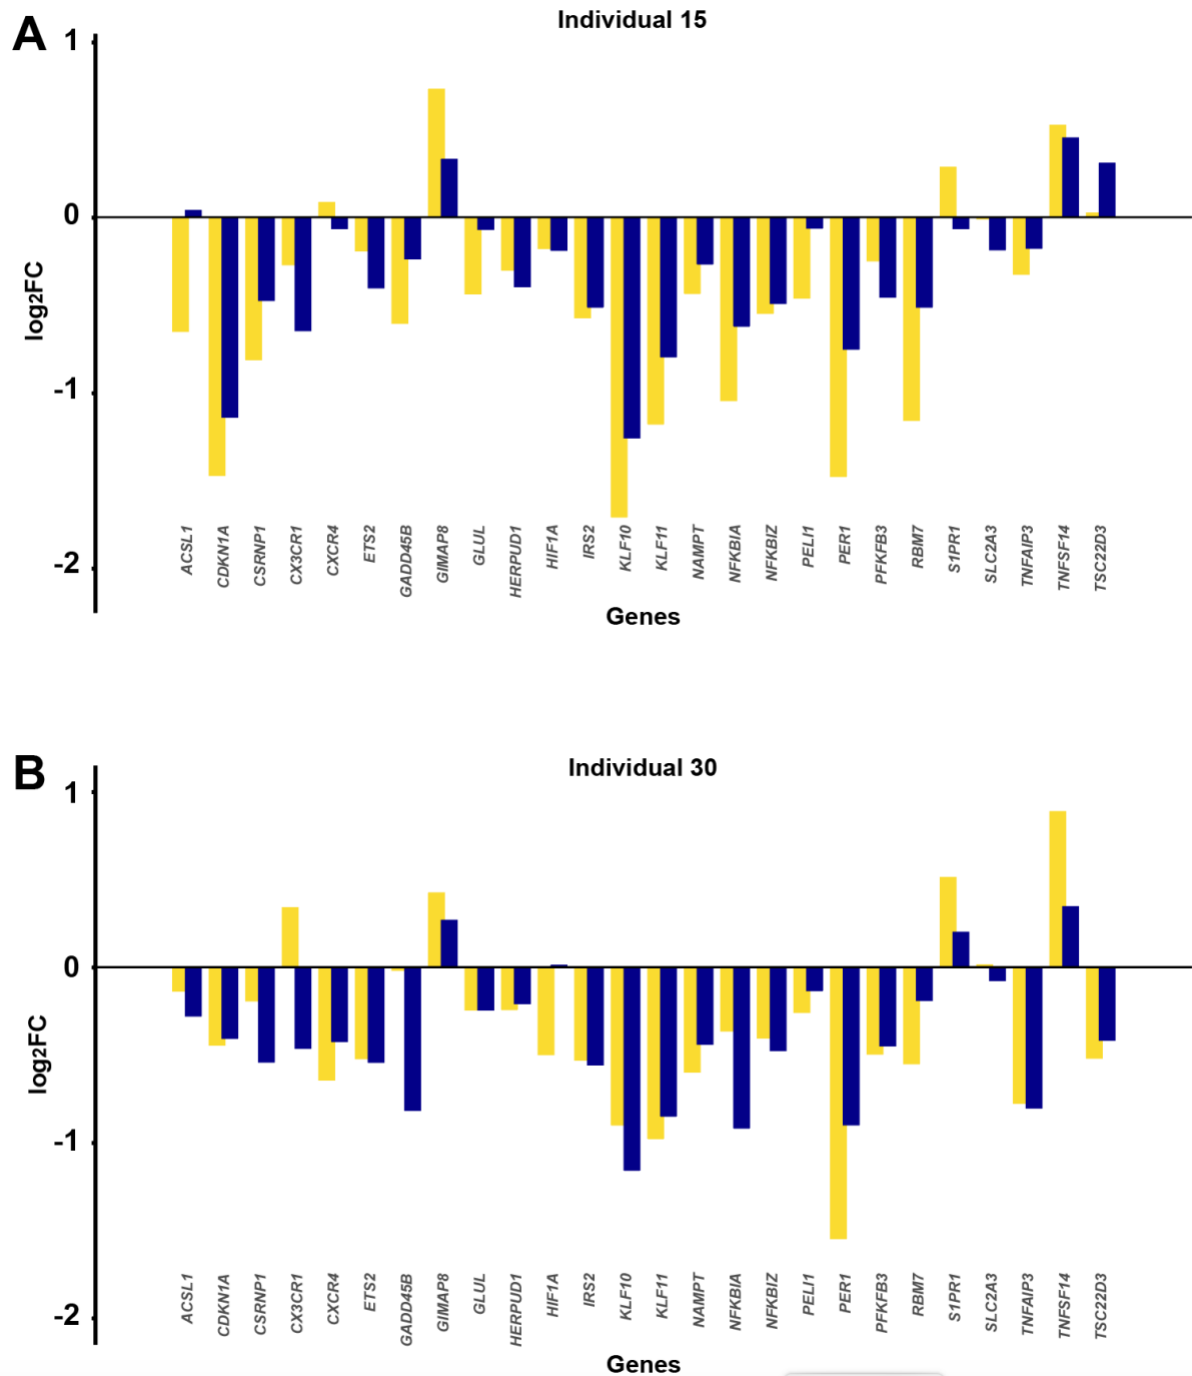 A
Individual 15
1
0
-1
-2
log2FC
ACSL1
CDKN1A
CSRNP1
CX3CR1
CXCR4
ETS2
GADD45B
GIMAP8
GLUL
HERPUD1
HIF1A
IRS2
KLF10
KLF11
NAMPT
NFKBIA
NFKBIZ
PELI1
PER1
PFKFB3
RBM7
S1PR1
SLC2A3
TNFAIP3
TNFSF14
TSC22D3
Genes
B
Individual 30
1
0
-1
-2
log2FC
ACSL1
CDKN1A
CSRNP1
CX3CR1
CXCR4
ETS2
GADD45B
GIMAP8
GLUL
HERPUD1
HIF1A
IRS2
KLF10
KLF11
NAMPT
NFKBIA
NFKBIZ
PELI1
PER1
PFKFB3
RBM7
S1PR1
SLC2A3
TNFAIP3
TNFSF14
TSC22D3
Genes